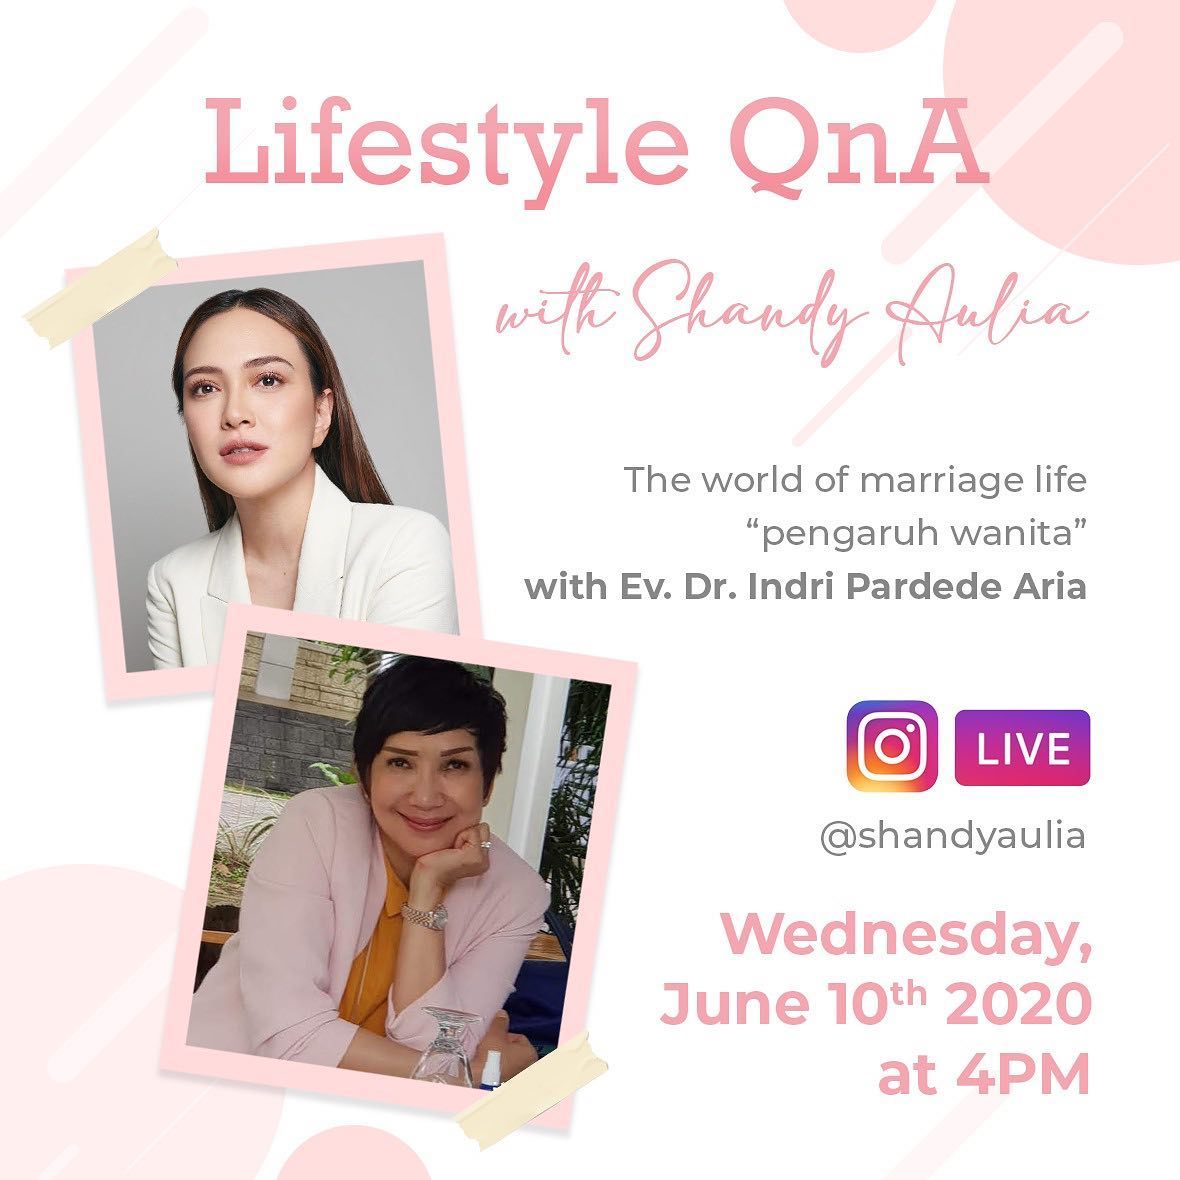 Lifestyle QnA
with Shandy Aulia
The world of marriage life
“pengaruh wanita”
with Ev. Dr. Indri Pardede Aria
LIVE
@shandyaulia
Wednesday,
June 10th 2020
at 4PM